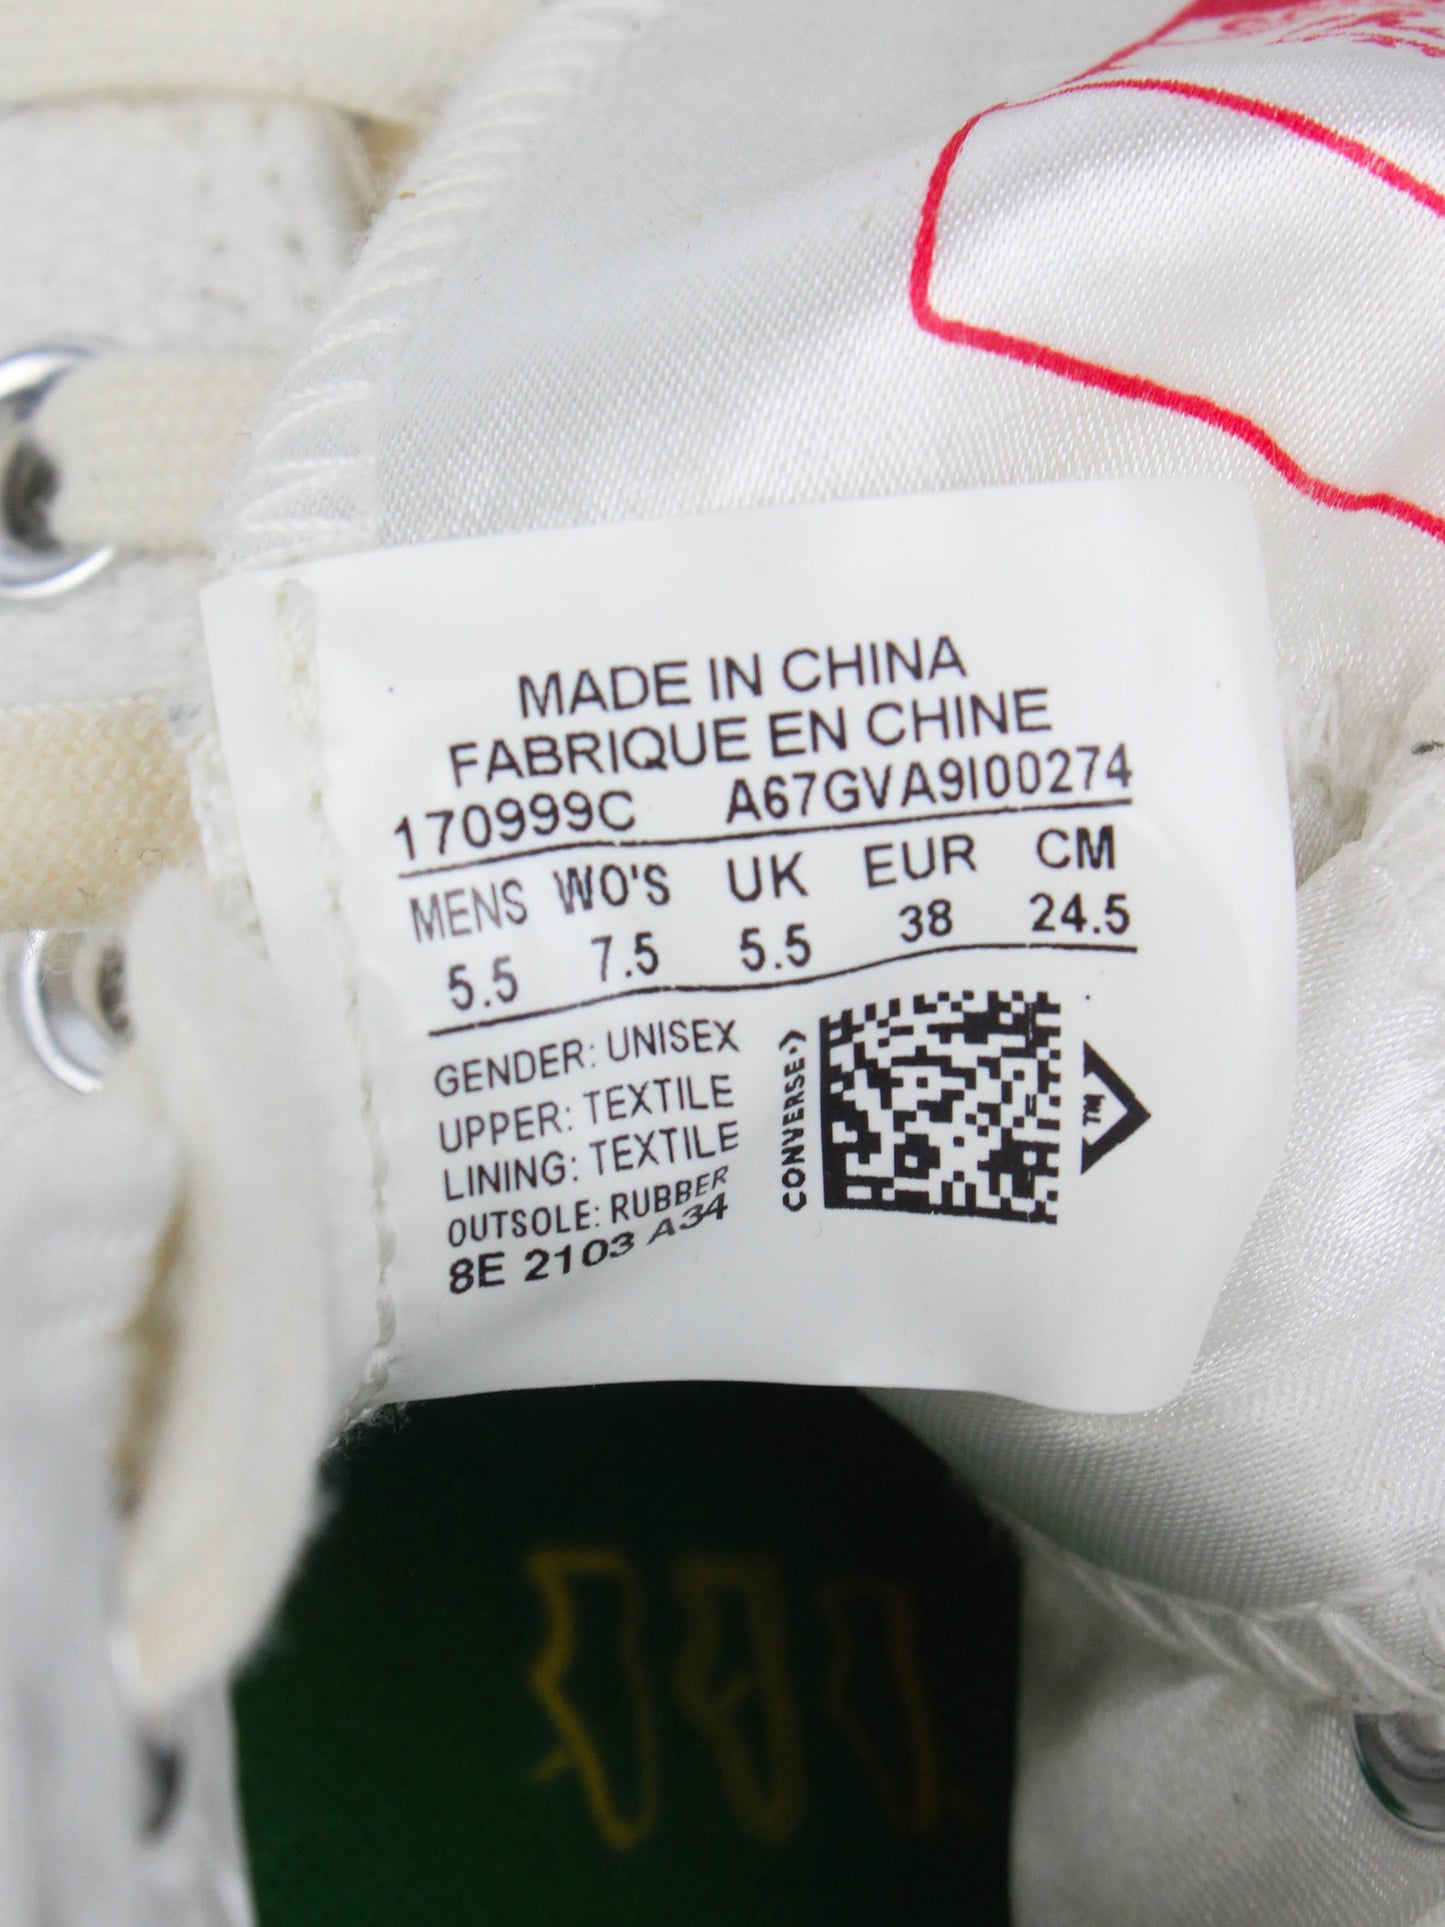 MADE IN CHINA
FABRIQUE EN CHINE
170999C A67GVA9I00274
MENS WO'S UK EUR CM
5.5 7.5 5.5 38 24.5
GENDER: UNISEX
UPPER: TEXTILE
LINING: TEXTILE
OUTSOLE: RUBBER
8E 2103 A34
CONVERSE
TM